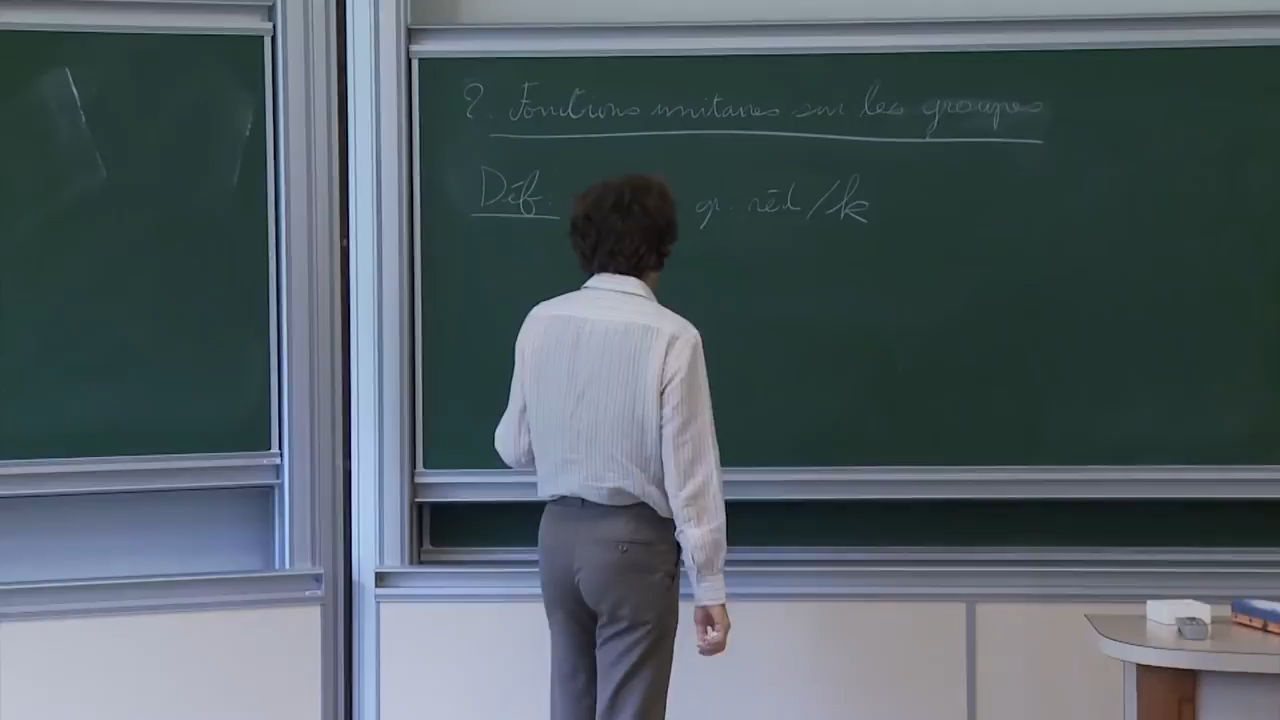 2. Fonctions unitaires sur les groupes
Déf. gr. réd/k